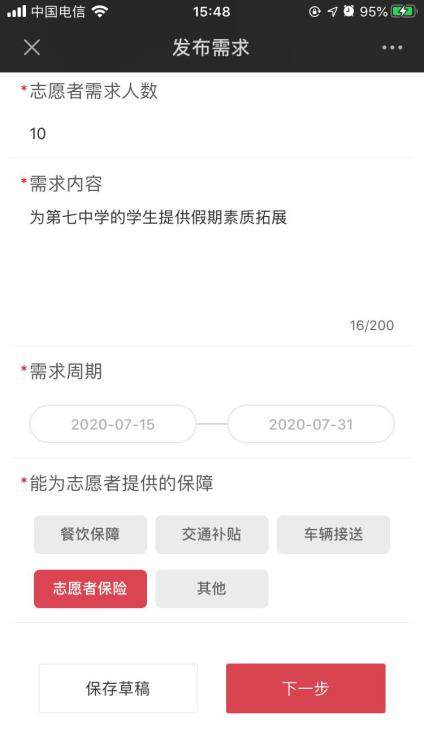 中国电信 15:48 95%
发布需求
*志愿者需求人数
10
*需求内容
为第七中学的学生提供假期素质拓展
16/200
*需求周期
2020-07-15 2020-07-31
*能为志愿者提供的保障
餐饮保障 交通补贴 车辆接送
志愿者保险 其他
保存草稿 下一步